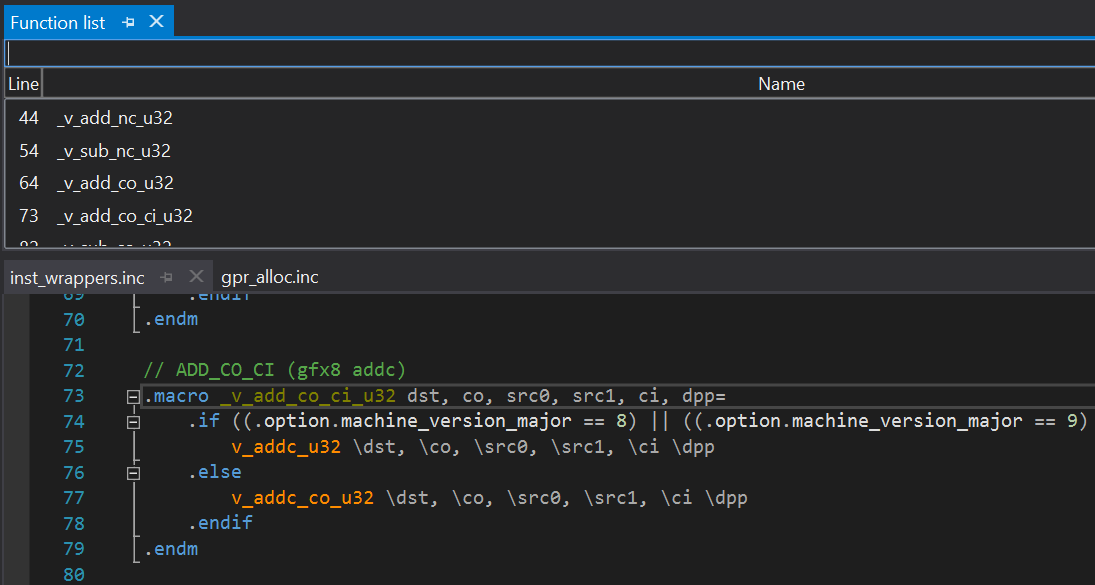 Function list
Line Name
44 _v_add_nc_u32
54 _v_sub_nc_u32
64 _v_add_co_u32
73 _v_add_co_ci_u32
82 _v_sub_co_u32
inst_wrappers.inc gpr_alloc.inc
69 .endif
70 .endm
71
72 // ADD_CO_CI (gfx8 addc)
73 .macro _v_add_co_ci_u32 dst, co, src0, src1, ci, dpp=
74 .if ((.option.machine_version_major == 8) || ((.option.machine_version_major == 9)
75 v_addc_u32 \dst, \co, \src0, \src1, \ci \dpp
76 .else
77 v_addc_co_u32 \dst, \co, \src0, \src1, \ci \dpp
78 .endif
79 .endm
80